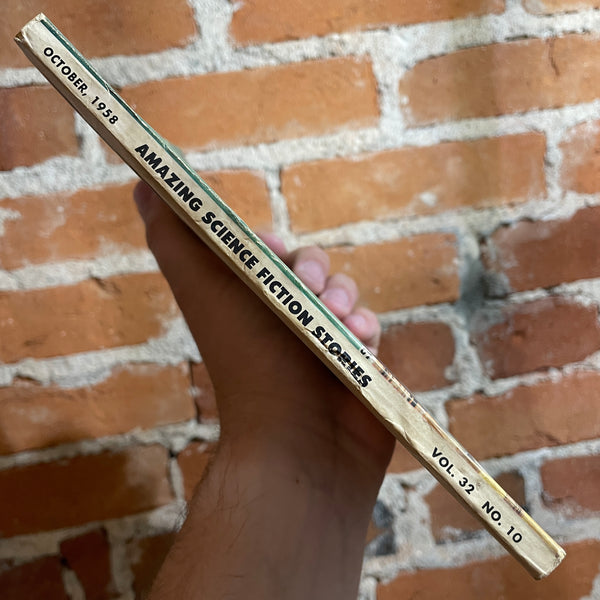 OCTOBER, 1958 AMAZING SCIENCE FICTION STORIES VOL. 32 NO. 10